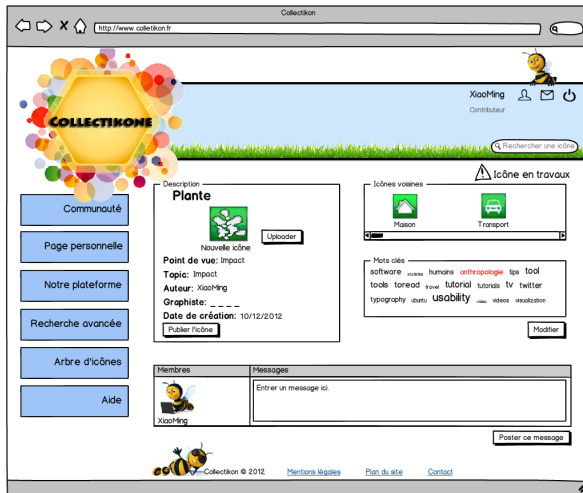 Collectikon
http://www.colletikon.fr
XiaoMing
Contributeur
COLLECTIKONE
Rechercher une icône
Icône en travaux
Communauté
Page personnelle
Notre plateforme
Recherche avancée
Arbre d'icônes
Aide
Description
Plante
Nouvelle icône
Uploader
Point de vue: Impact
Topic: Impact
Auteur: XiaoMing
Graphiste: _ _ _ _
Date de création: 10/12/2012
Publier l'icône
Icônes voisines
Maison Transport
Mots clés
software statistics humans anthropologie tips tool
tools toread travel tutorial tutorials tv twitter
typography ubuntu usability video videos visualization
Modifier
Membres Messages
Entrer un message ici.
XiaoMing
Poster ce message
Collectikon © 2012 Mentions légales Plan du site Contact